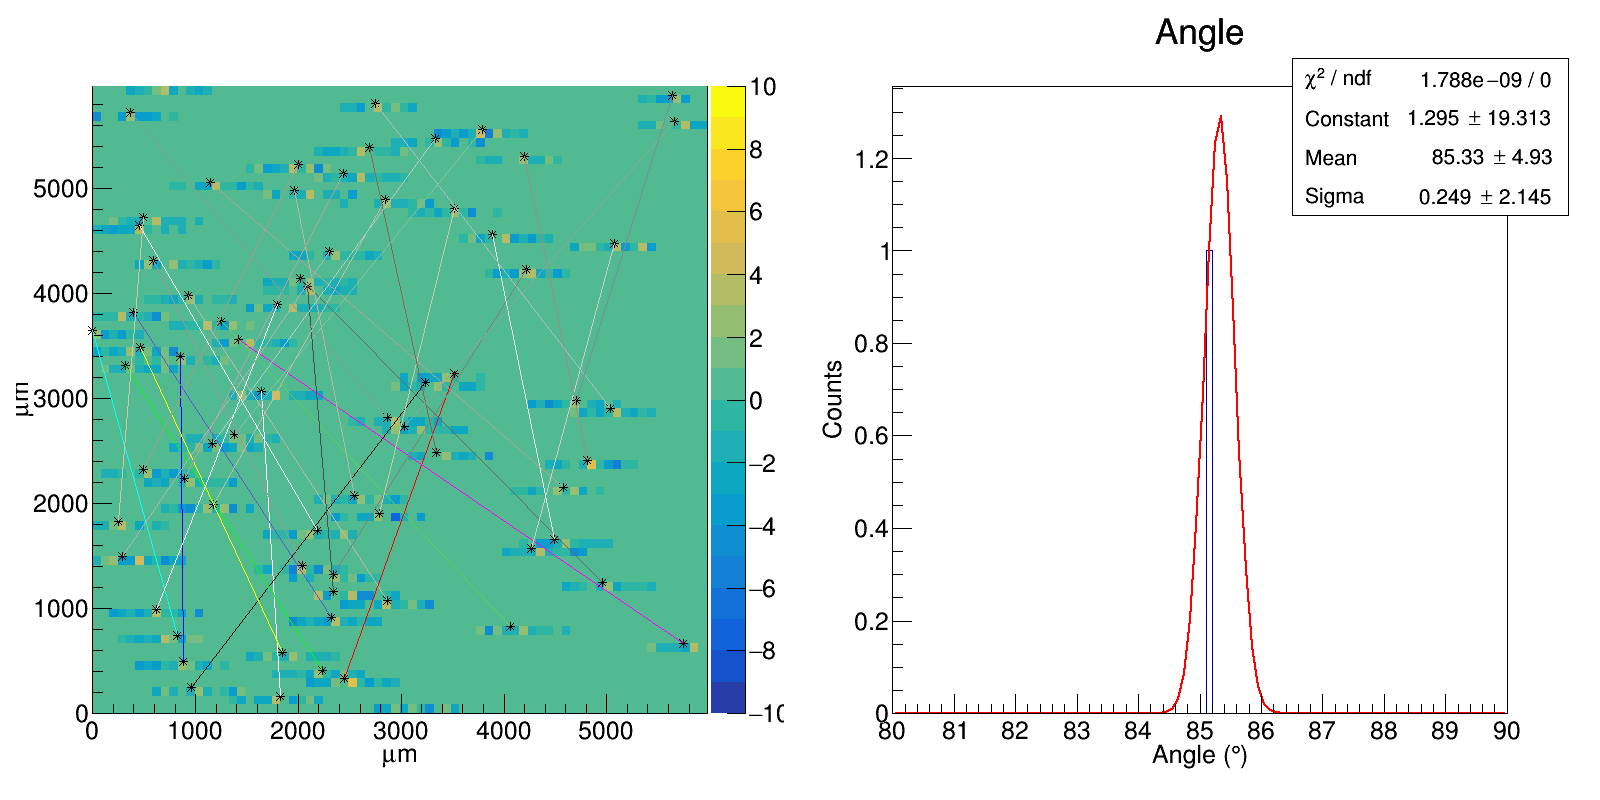 Angle
χ² / ndf 1.788e−09 / 0
Constant 1.295 ± 19.313
Mean 85.33 ± 4.93
Sigma 0.249 ± 2.145
10
8
6
4
2
0
−2
−4
−6
−8
−10
5000
4000
3000
2000
1000
0
μm
0 1000 2000 3000 4000 5000
μm
1.2
1
0.8
0.6
0.4
0.2
0
Counts
80 81 82 83 84 85 86 87 88 89 90
Angle (°)